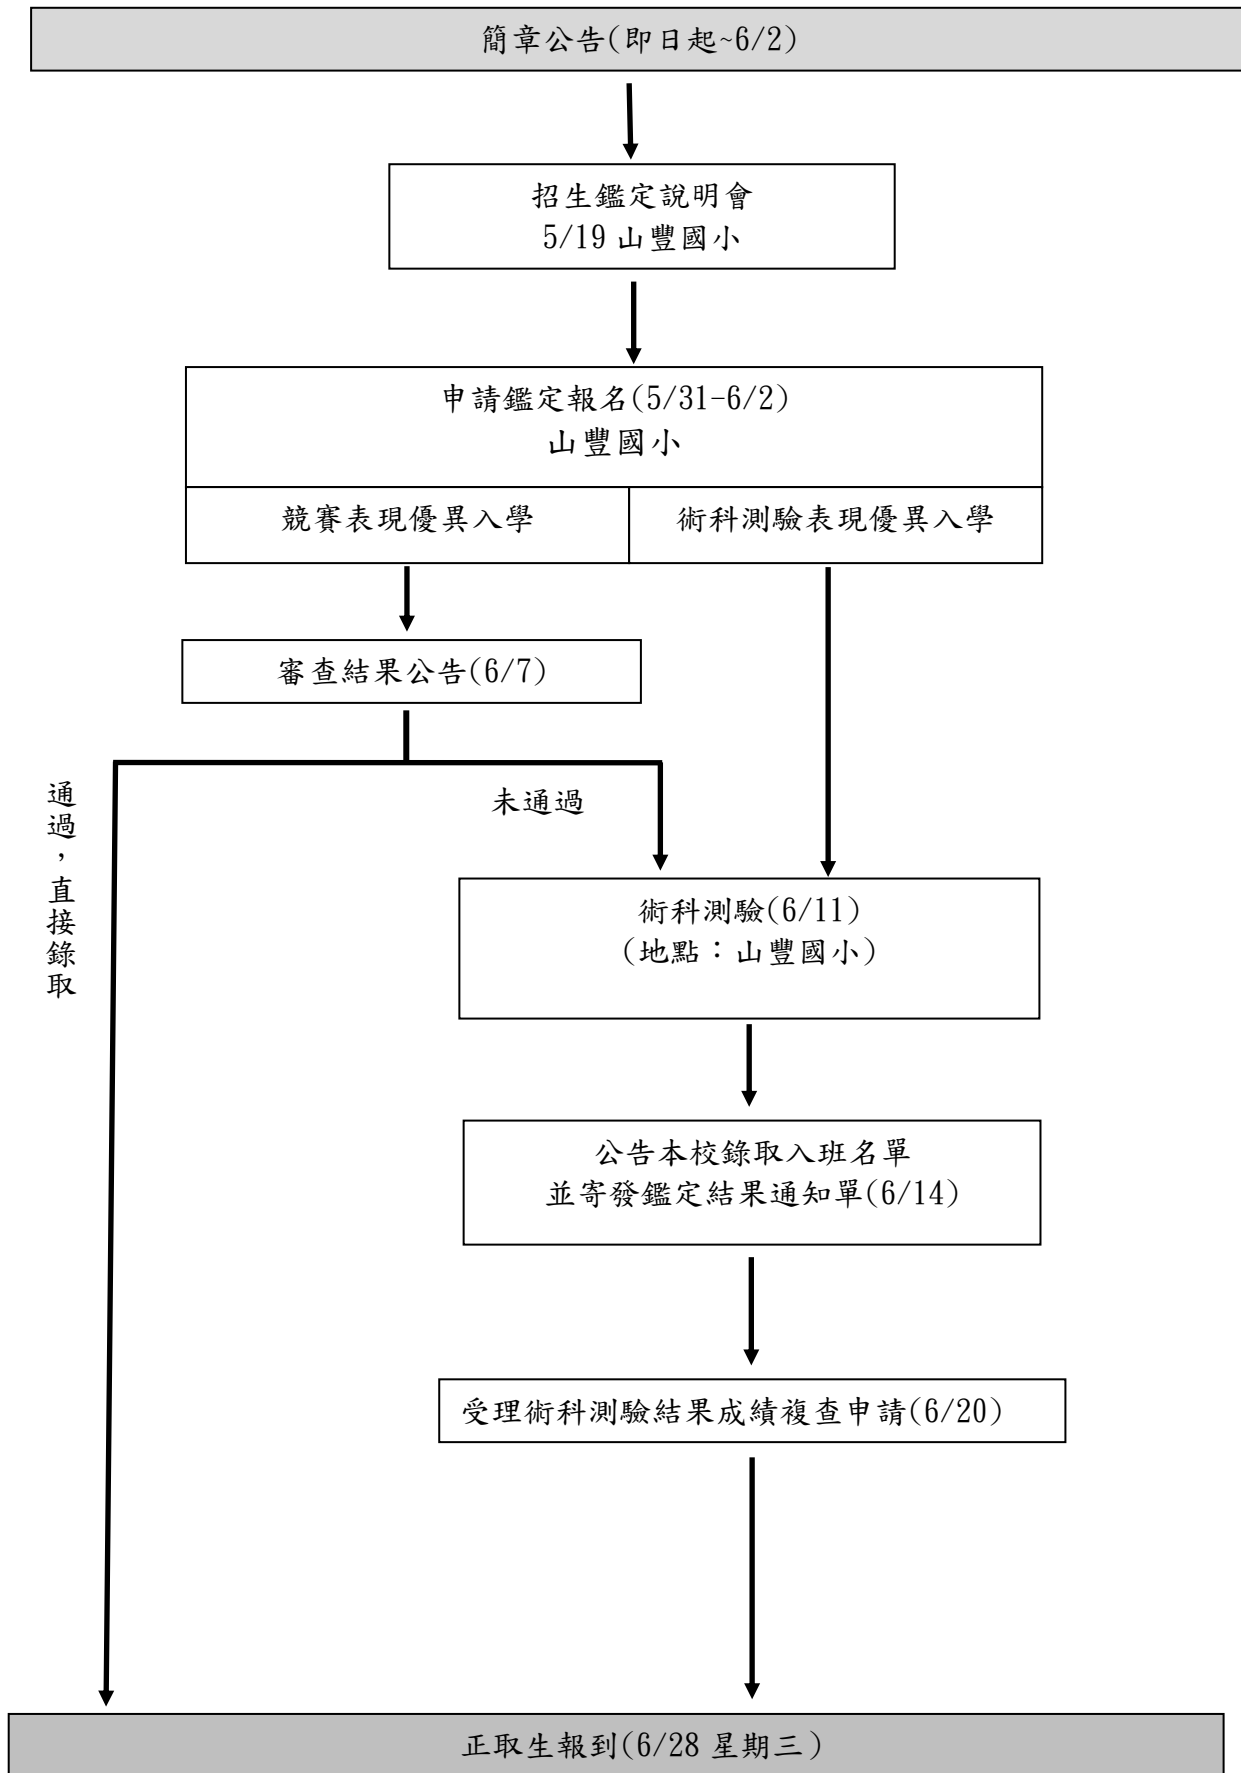 簡章公告(即日起~6/2)
招生鑑定說明會
5/19 山豐國小
申請鑑定報名(5/31-6/2)
山豐國小
競賽表現優異入學
術科測驗表現優異入學
審查結果公告(6/7)
通過，直接錄取
未通過
術科測驗(6/11)
(地點：山豐國小)
公告本校錄取入班名單
並寄發鑑定結果通知單(6/14)
受理術科測驗結果成績複查申請(6/20)
正取生報到(6/28 星期三)